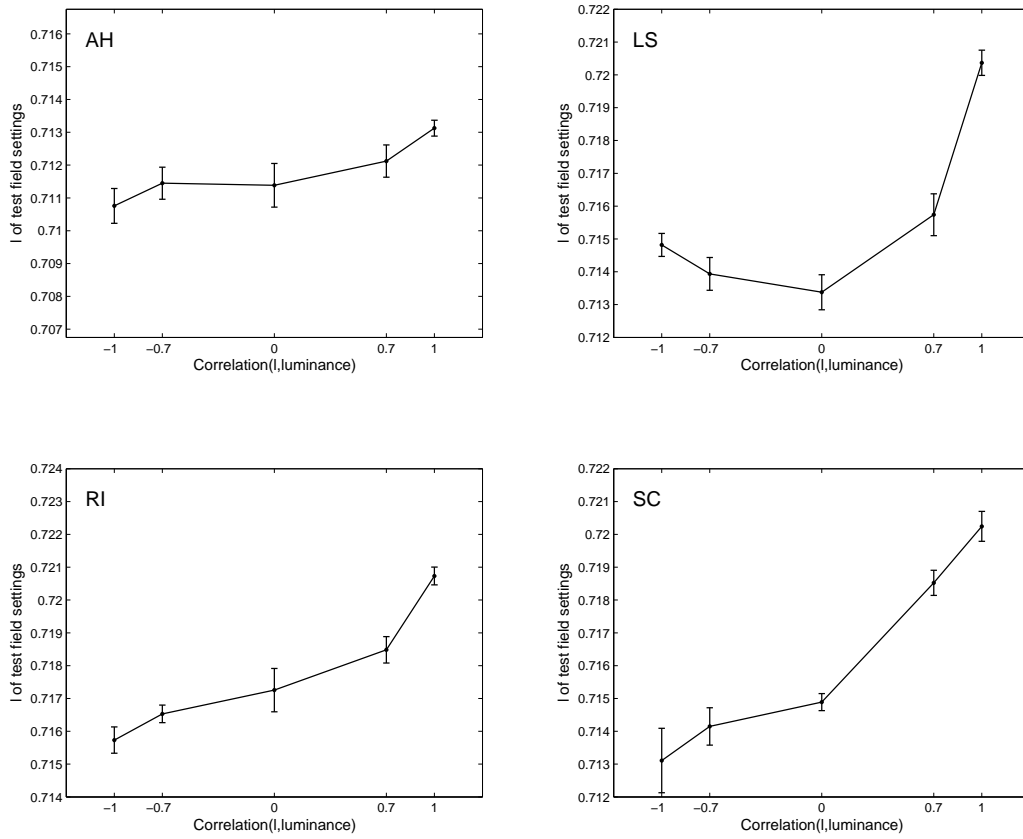 AH
0.716
0.715
0.714
0.713
0.712
0.711
0.71
0.709
0.708
0.707
l of test field settings
−1 −0.7 0 0.7 1
Correlation(l,luminance)
LS
0.722
0.721
0.72
0.719
0.718
0.717
0.716
0.715
0.714
0.713
0.712
l of test field settings
−1 −0.7 0 0.7 1
Correlation(l,luminance)
RI
0.724
0.723
0.722
0.721
0.72
0.719
0.718
0.717
0.716
0.715
0.714
l of test field settings
−1 −0.7 0 0.7 1
Correlation(l,luminance)
SC
0.722
0.721
0.72
0.719
0.718
0.717
0.716
0.715
0.714
0.713
0.712
l of test field settings
−1 −0.7 0 0.7 1
Correlation(l,luminance)